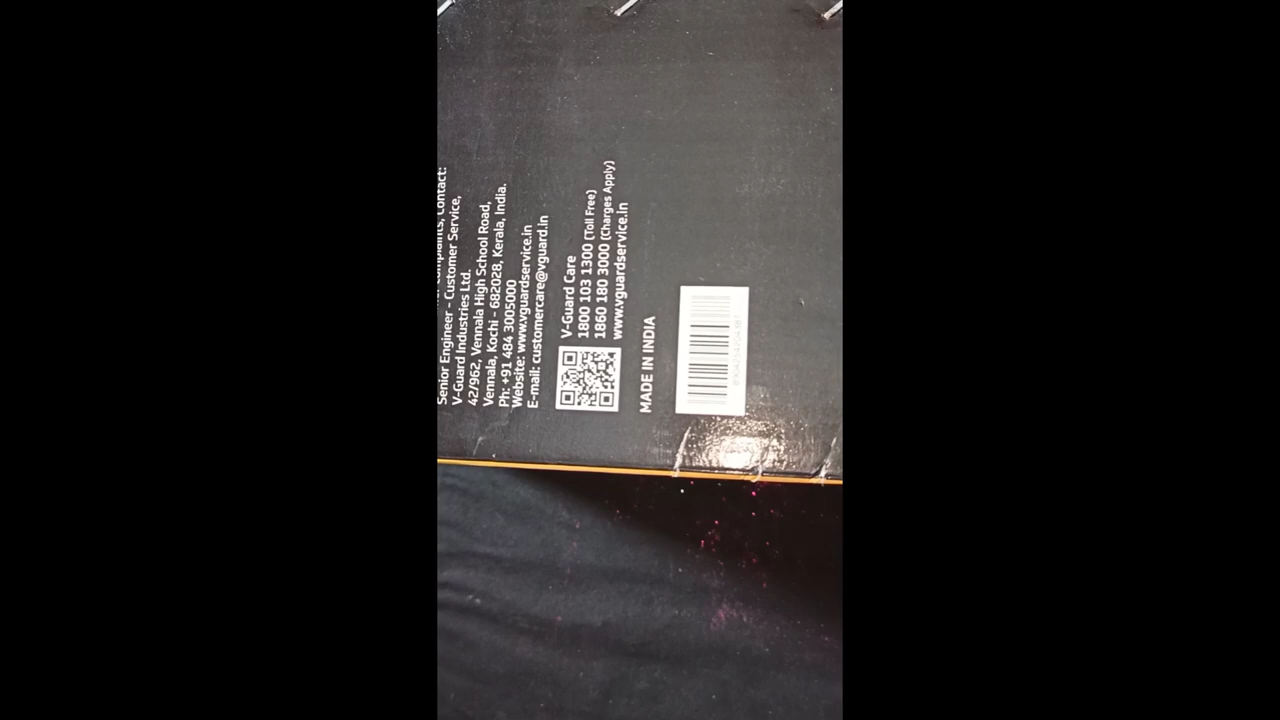 Complaints, Contact:
Senior Engineer – Customer Service,
V-Guard Industries Ltd.
42/962, Vennala High School Road,
Vennala, Kochi – 682028, Kerala, India.
Ph: +91 484 3005000
Website: www.vguardservice.in
E-mail: customercare@vguard.in
V-Guard Care
1800 103 1300 (Toll Free)
1860 180 3000 (Charges Apply)
www.vguardservice.in
MADE IN INDIA